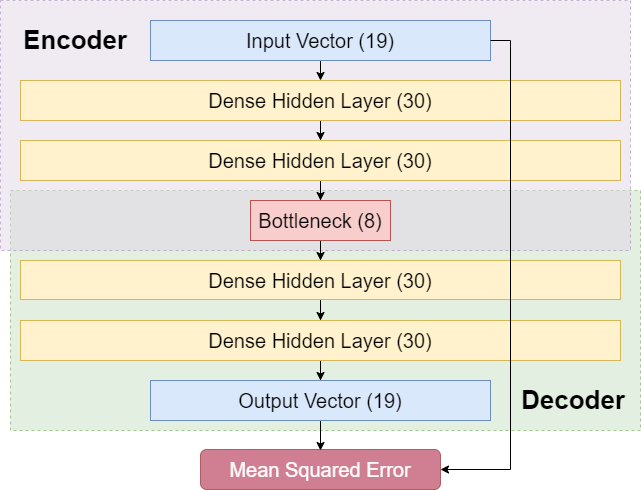 Encoder
Input Vector (19)
Dense Hidden Layer (30)
Dense Hidden Layer (30)
Bottleneck (8)
Dense Hidden Layer (30)
Dense Hidden Layer (30)
Output Vector (19)
Decoder
Mean Squared Error